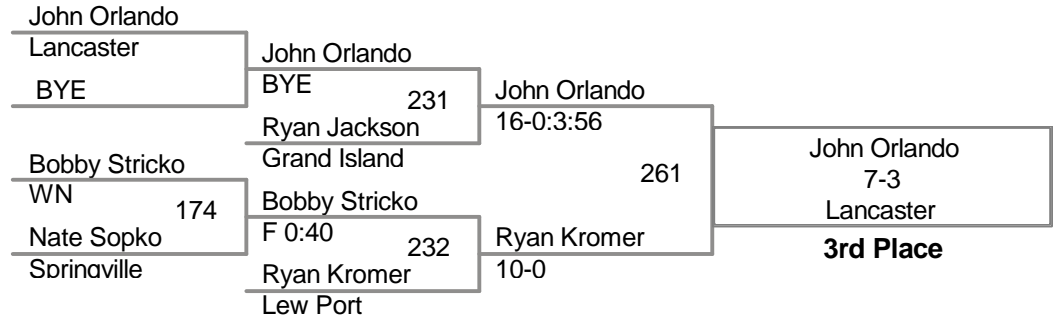 John Orlando
Lancaster
BYE
Bobby Stricko
WN
174
Nate Sopko
Springville
John Orlando
BYE
231
Ryan Jackson
Grand Island
Bobby Stricko
F 0:40
232
Ryan Kromer
Lew Port
John Orlando
16-0:3:56
261
Ryan Kromer
10-0
John Orlando
7-3
Lancaster
3rd Place